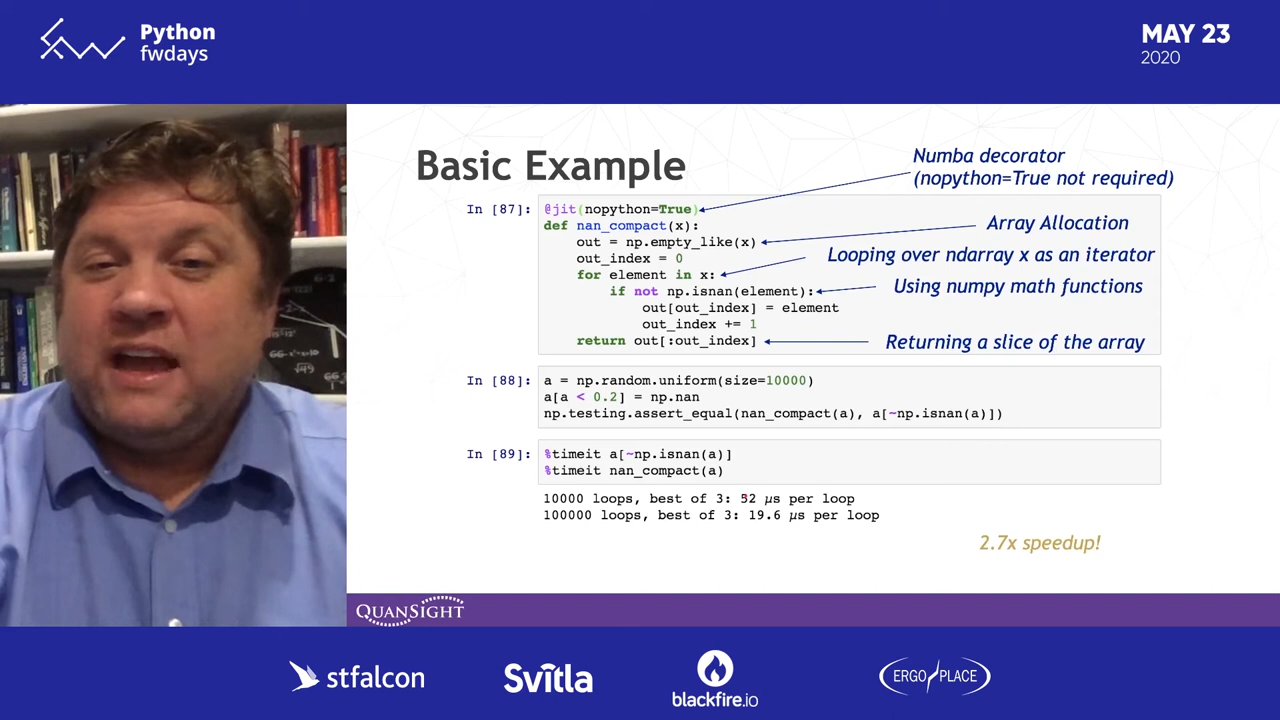 Python
fwdays
MAY 23
2020
Basic Example
Numba decorator
(nopython=True not required)
In [87]:
@jit(nopython=True)
def nan_compact(x):
    out = np.empty_like(x)
    out_index = 0
    for element in x:
        if not np.isnan(element):
            out[out_index] = element
            out_index += 1
    return out[:out_index]
Array Allocation
Looping over ndarray x as an iterator
Using numpy math functions
Returning a slice of the array
In [88]:
a = np.random.uniform(size=10000)
a[a < 0.2] = np.nan
np.testing.assert_equal(nan_compact(a), a[~np.isnan(a)])
In [89]:
%timeit a[~np.isnan(a)]
%timeit nan_compact(a)
10000 loops, best of 3: 52 µs per loop
100000 loops, best of 3: 19.6 µs per loop
2.7x speedup!
QUANSIGHT
stfalcon
Svitla
blackfire.io
ERGO PLACE